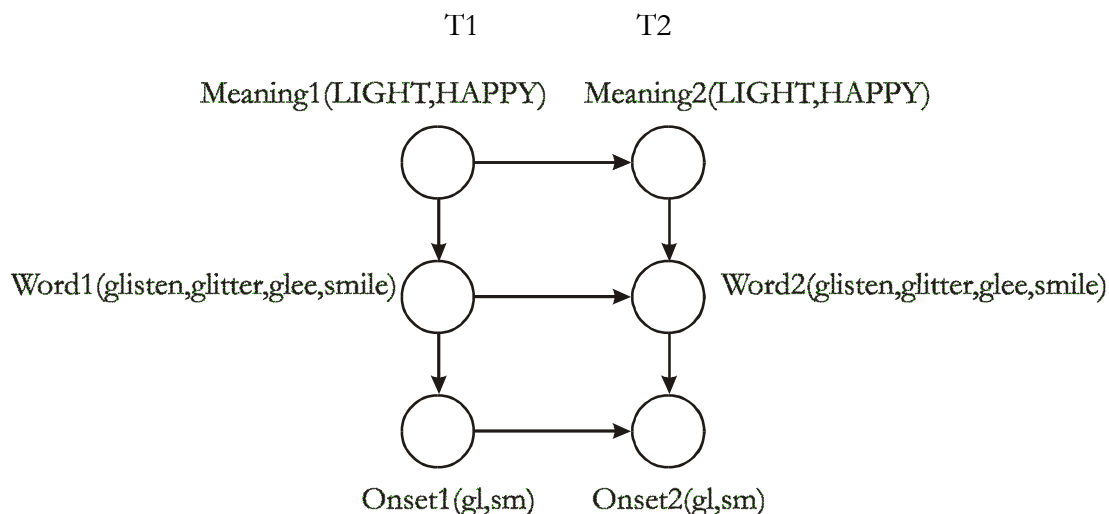 T1 T2
Meaning1(LIGHT,HAPPY) Meaning2(LIGHT,HAPPY)
Word1(glisten,glitter,glee,smile) Word2(glisten,glitter,glee,smile)
Onset1(gl,sm) Onset2(gl,sm)